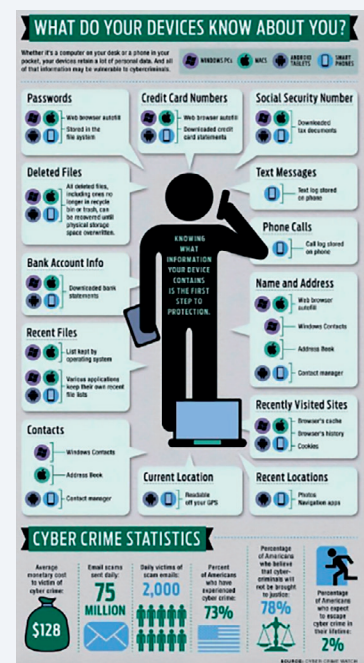 WHAT DO YOUR DEVICES KNOW ABOUT YOU?
Whether it's a computer on your desk or a phone in your
pocket, your devices retain a lot of personal data. And all
of that information may be vulnerable to cybercriminals.
WINDOWS PCs
MACS
ANDROID
TABLETS
SMART
PHONES
Passwords
Web browser autofill
Stored in the
file system
Credit Card Numbers
Web browser autofill
Downloaded credit
card statements
Social Security Number
Downloaded
tax documents
Deleted Files
All deleted files,
including ones no
longer in recycle
bin or trash, can
be recovered until
physical storage
space overwritten.
Text Messages
Text log stored
on phone
Phone Calls
Call log stored
on phone
KNOWING
WHAT
INFORMATION
YOUR DEVICE
CONTAINS
IS THE FIRST
STEP TO
PROTECTION.
Bank Account Info
Downloaded bank
statements
Name and Address
Web browser
autofill
Windows Contacts
Address Book
Contact manager
Recent Files
List kept by
operating system
Various applications
keep their own recent
file lists
Recently Visited Sites
Browser's cache
Browser's history
Cookies
Contacts
Windows Contacts
Address Book
Contact manager
Current Location
Readable
off your GPS
Recent Locations
Photos
Navigation apps
CYBER CRIME STATISTICS
Average
monetary cost
to victim of
cyber crime:
$128
Email scams
sent daily:
75
MILLION
Daily victims of
scam emails:
2,000
Percent
of Americans
who have
experienced
cyber crime:
73%
Percentage
of Americans
who believe
that cyber-
criminals will
not be brought
to justice:
78%
Percentage
of Americans
who expect
to escape
cyber crime in
their lifetime:
2%
SOURCE: